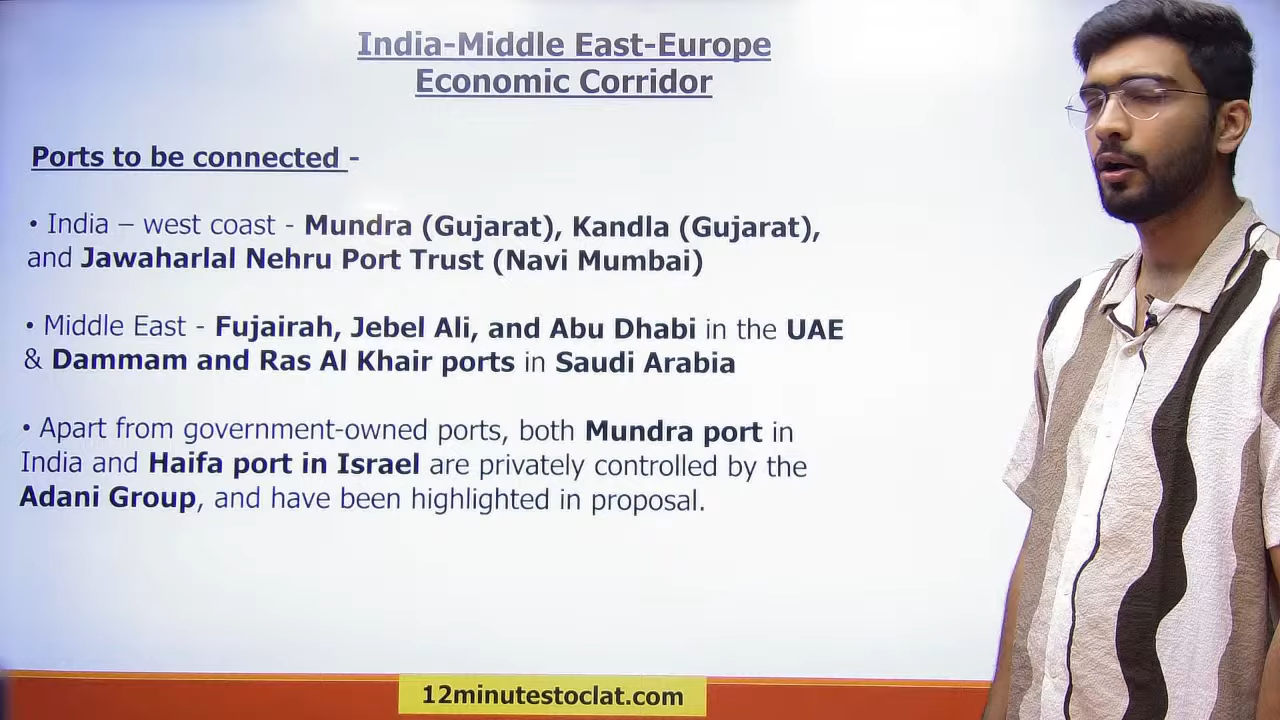 India-Middle East-Europe
Economic Corridor
Ports to be connected -
• India – west coast - Mundra (Gujarat), Kandla (Gujarat),
and Jawaharlal Nehru Port Trust (Navi Mumbai)
• Middle East - Fujairah, Jebel Ali, and Abu Dhabi in the UAE
& Dammam and Ras Al Khair ports in Saudi Arabia
• Apart from government-owned ports, both Mundra port in
India and Haifa port in Israel are privately controlled by the
Adani Group, and have been highlighted in proposal.
12minutestoclat.com